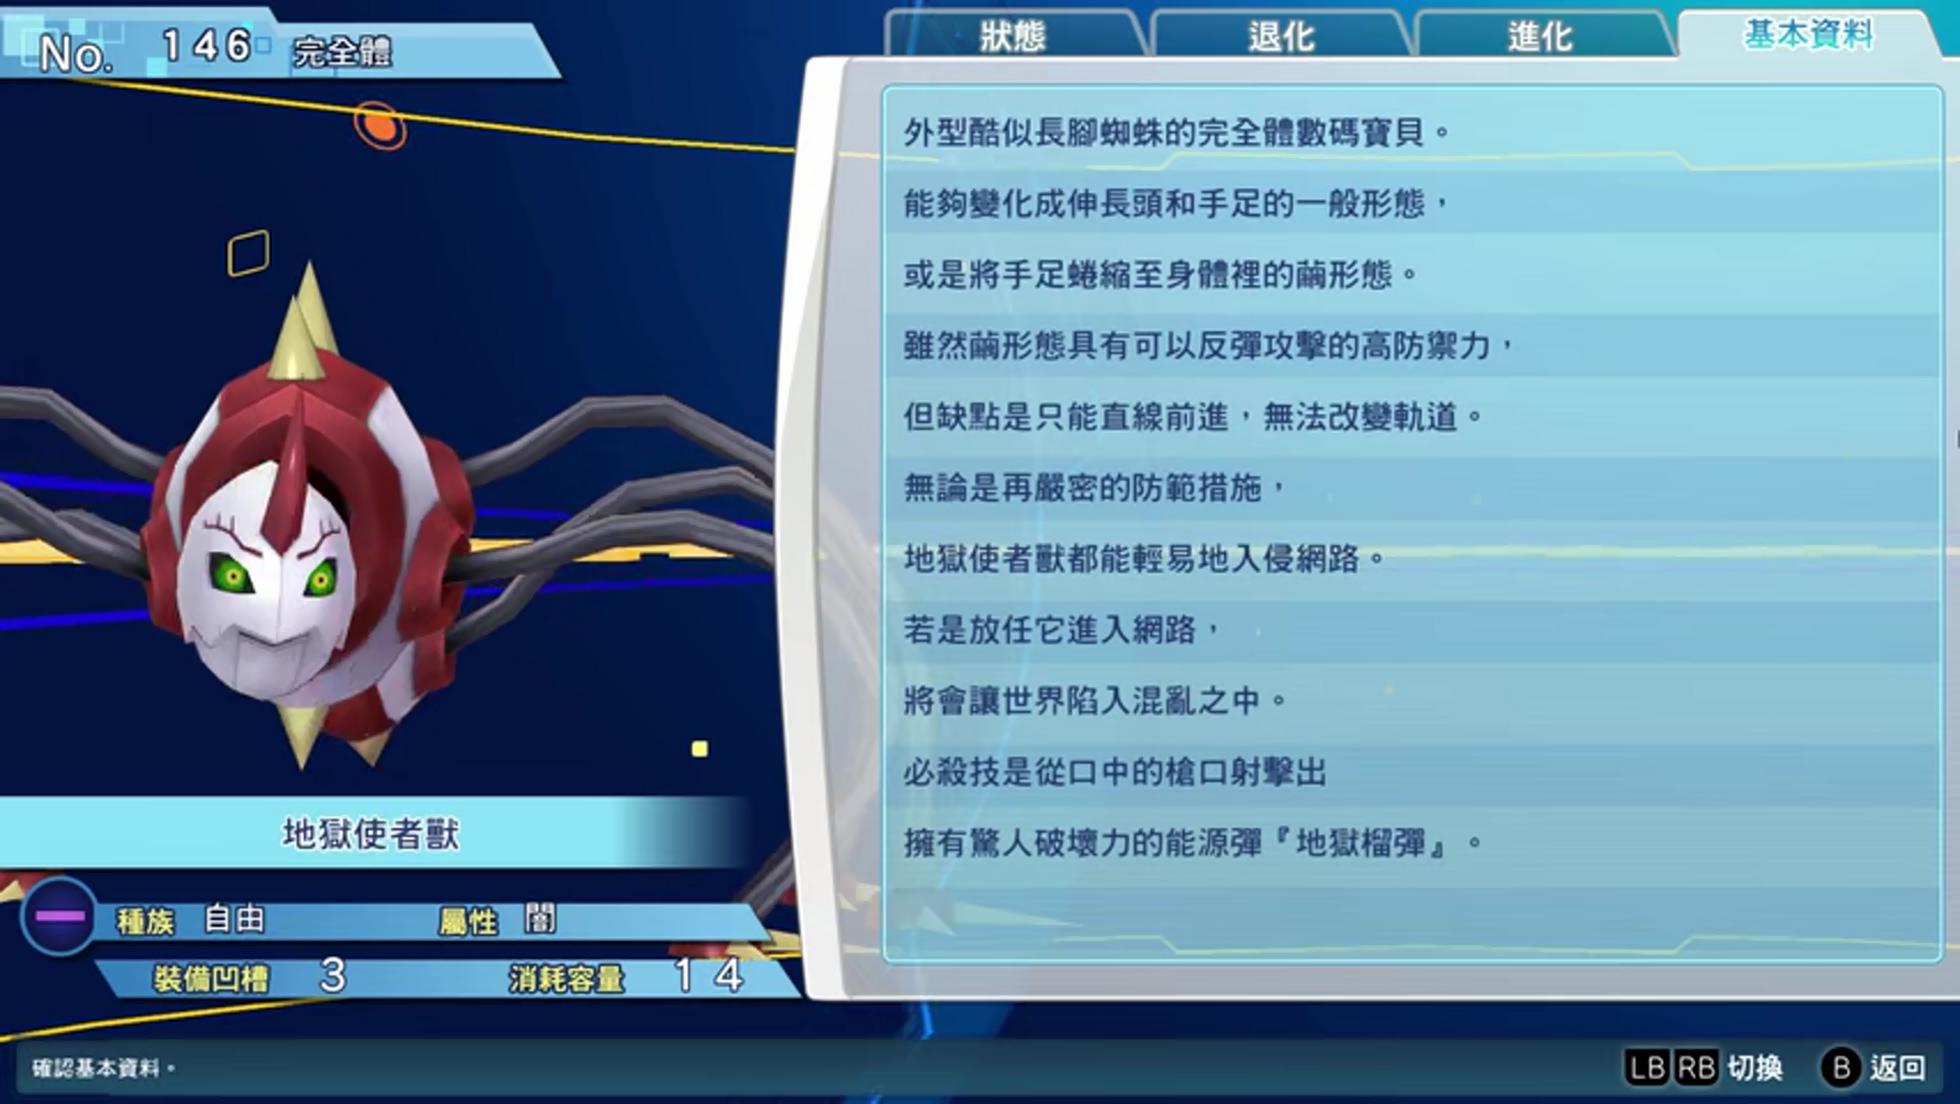 No. 146 完全體
狀態 退化 進化 基本資料
外型酷似長腳蜘蛛的完全體數碼寶貝。
能夠變化成伸長頭和手足的一般形態，
或是將手足蜷縮至身體裡的繭形態。
雖然繭形態具有可以反彈攻擊的高防禦力，
但缺點是只能直線前進，無法改變軌道。
無論是再嚴密的防範措施，
地獄使者獸都能輕易地入侵網路。
若是放任它進入網路，
將會讓世界陷入混亂之中。
必殺技是從口中的槍口射擊出
擁有驚人破壞力的能源彈『地獄榴彈』。
地獄使者獸
種族 自由 屬性 闇
裝備凹槽 3 消耗容量 14
確認基本資料。
LB RB 切換 B 返回